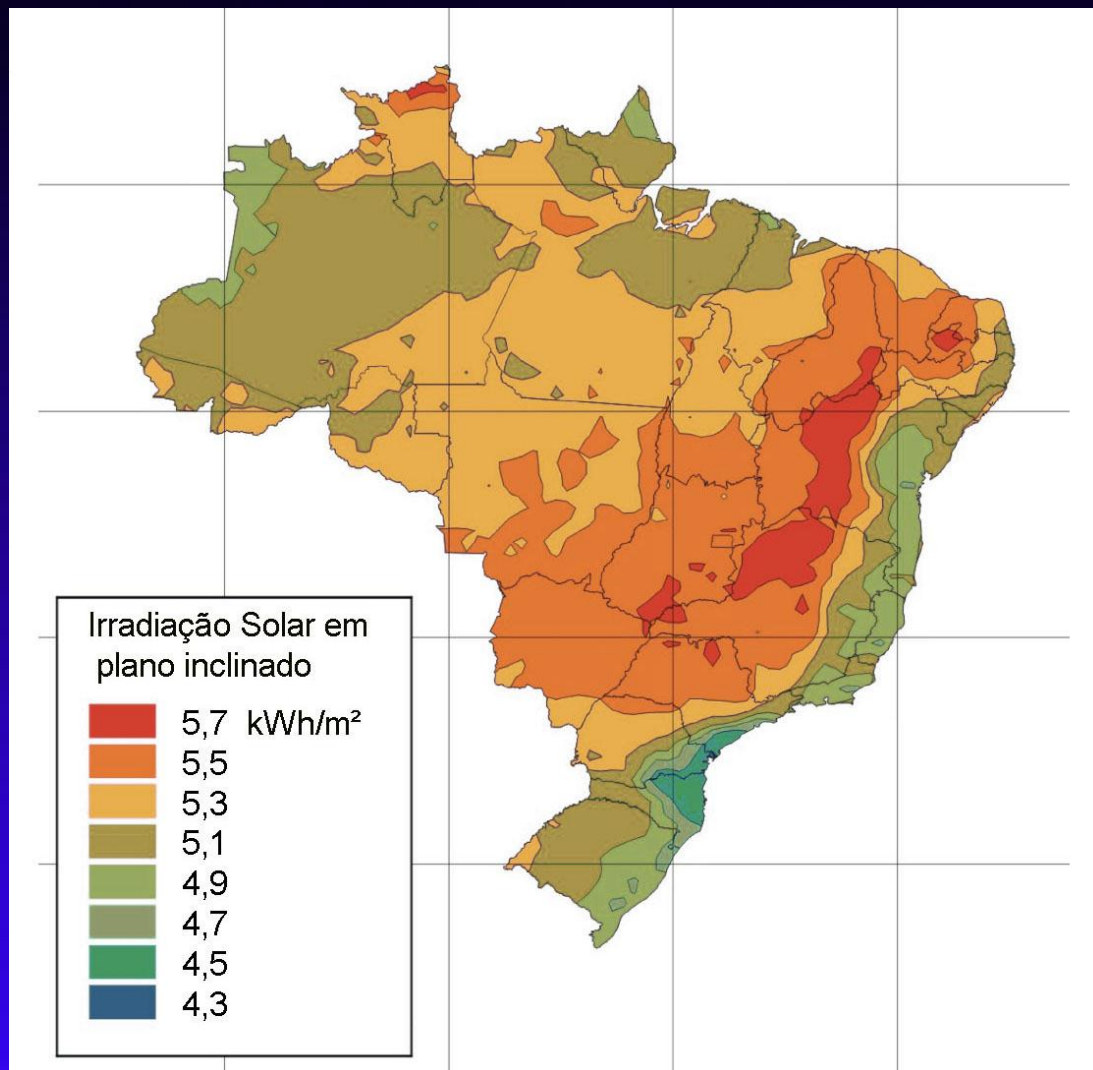 Irradiação Solar em
plano inclinado
5,7 kWh/m²
5,5
5,3
5,1
4,9
4,7
4,5
4,3